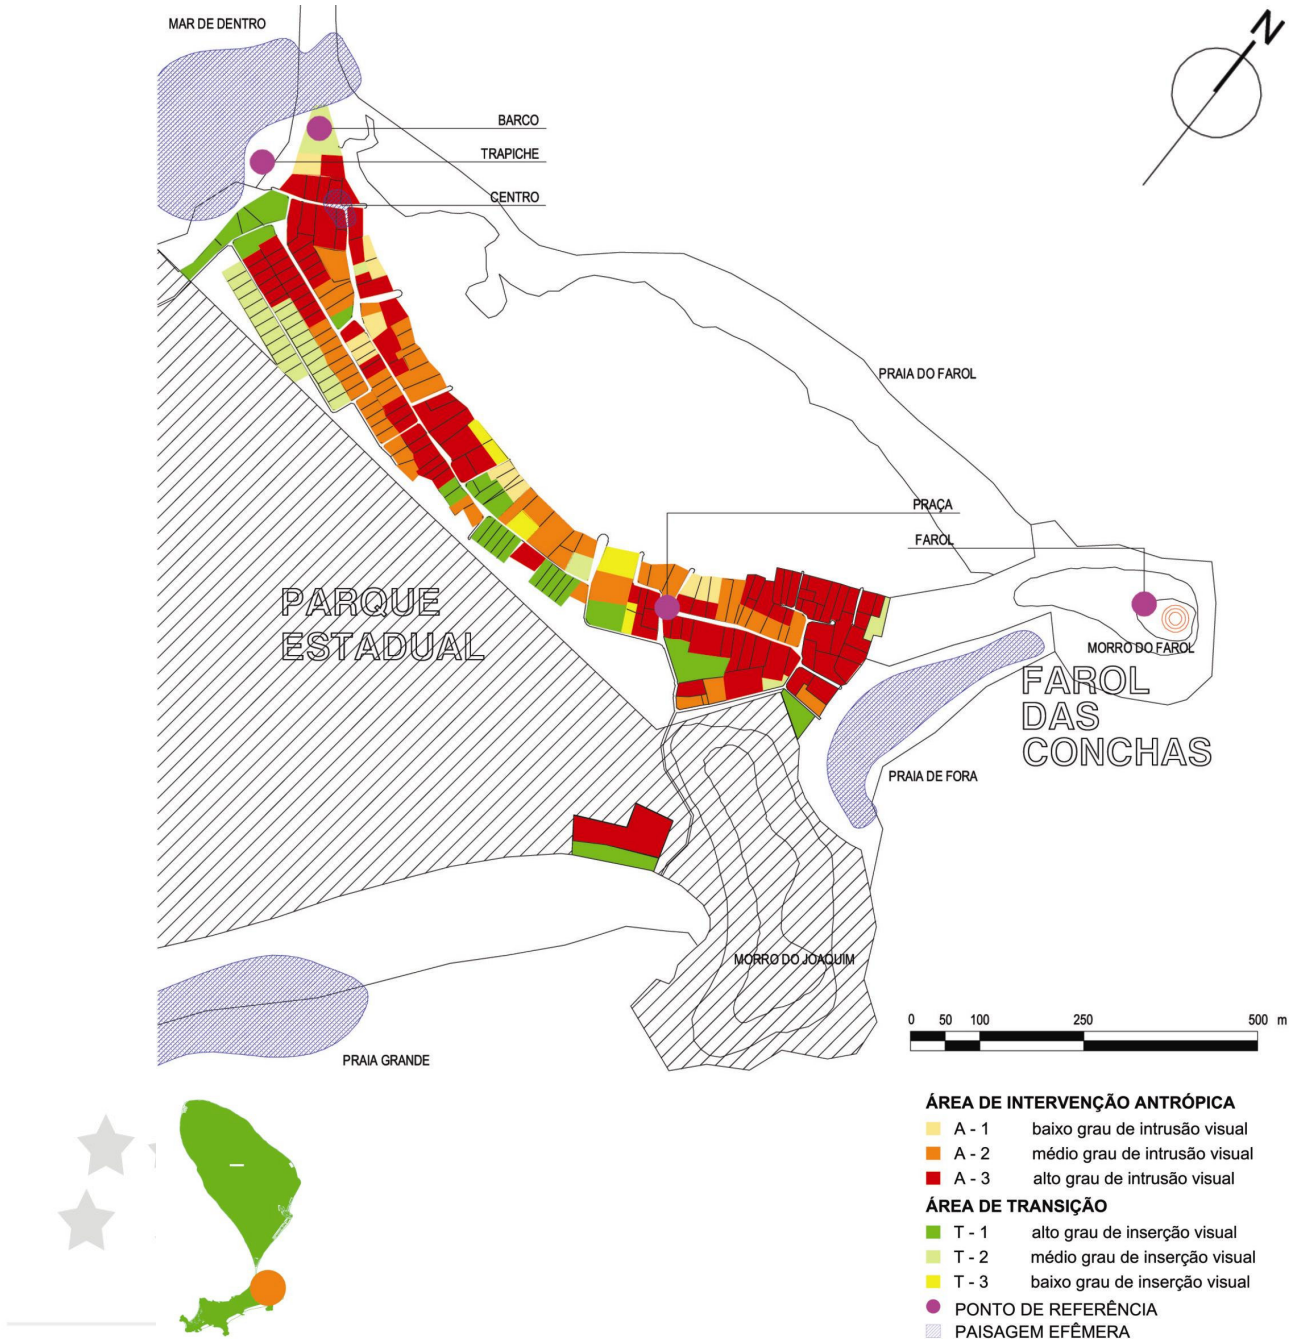 MAR DE DENTRO
N
BARCO
TRAPICHE
CENTRO
PRAIA DO FAROL
PRAÇA
FAROL
PARQUE
ESTADUAL
MORRO DO FAROL
FAROL
DAS
CONCHAS
PRAIA DE FORA
MORRO DO JOAQUIM
PRAIA GRANDE
0 50 100 250 500 m
ÁREA DE INTERVENÇÃO ANTRÓPICA
A - 1 baixo grau de intrusão visual
A - 2 médio grau de intrusão visual
A - 3 alto grau de intrusão visual
ÁREA DE TRANSIÇÃO
T - 1 alto grau de inserção visual
T - 2 médio grau de inserção visual
T - 3 baixo grau de inserção visual
PONTO DE REFERÊNCIA
PAISAGEM EFÊMERA